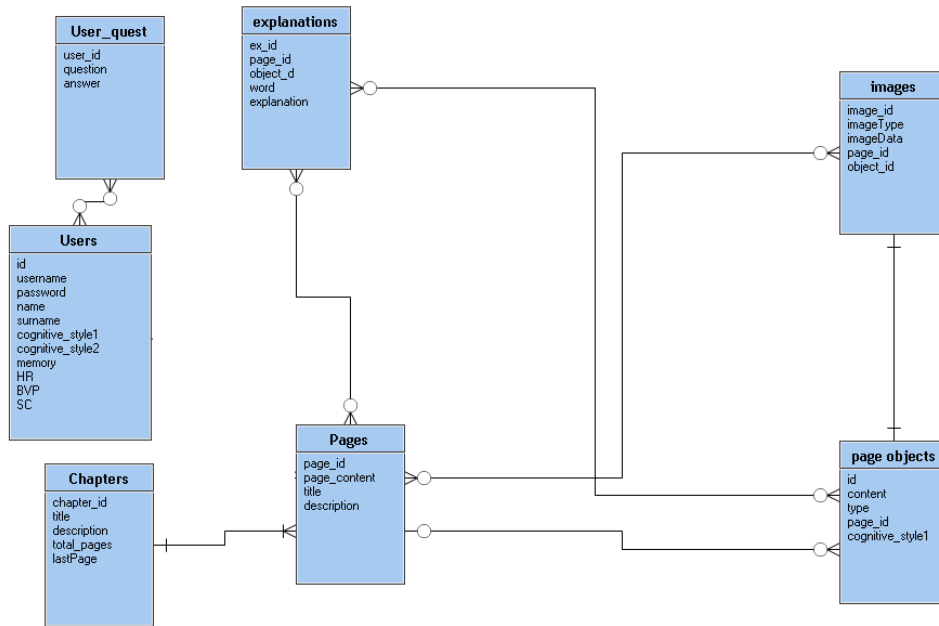 User_quest
user_id
question
answer
explanations
ex_id
page_id
object_d
word
explanation
images
image_id
imageType
imageData
page_id
object_id
Users
id
username
password
name
surname
cognitive_style1
cognitive_style2
memory
HR
BVP
SC
Chapters
chapter_id
title
description
total_pages
lastPage
Pages
page_id
page_content
title
description
page objects
id
content
type
page_id
cognitive_style1